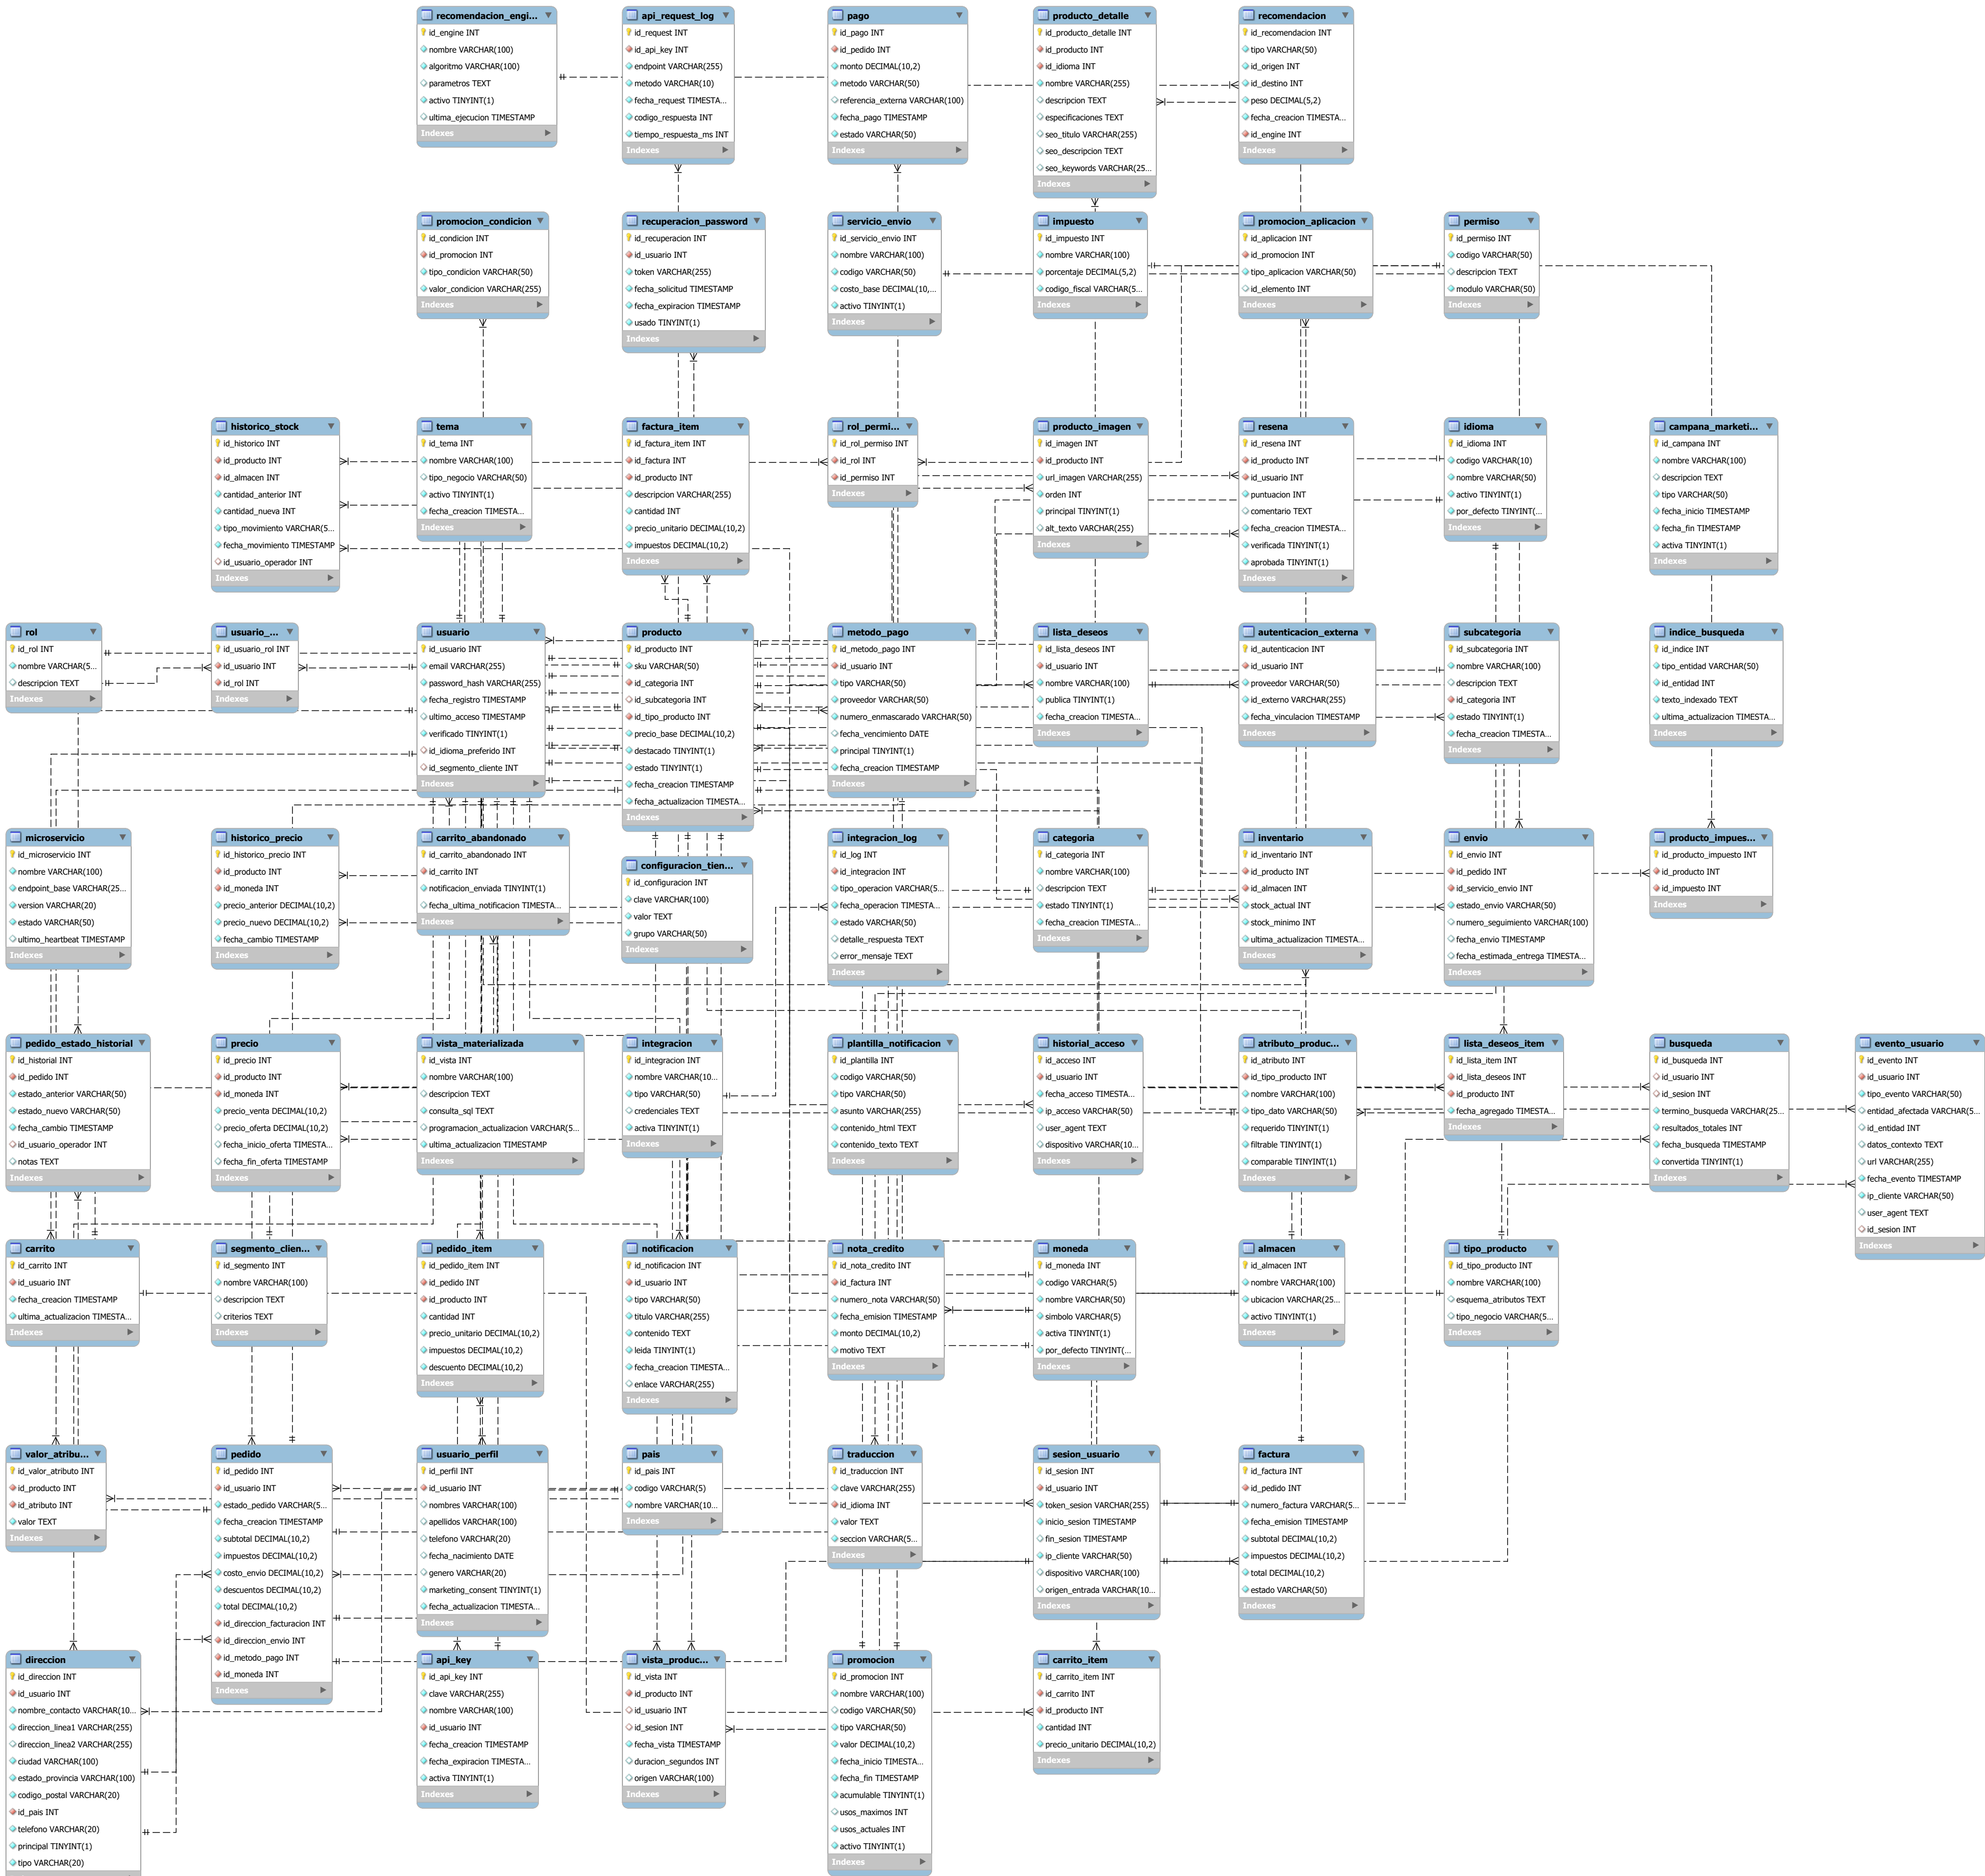 recomendacion_engi...
id_engine INT
nombre VARCHAR(100)
algoritmo VARCHAR(100)
parametros TEXT
activo TINYINT(1)
ultima_ejecucion TIMESTAMP
Indexes
api_request_log
id_request INT
id_api_key INT
endpoint VARCHAR(255)
metodo VARCHAR(10)
fecha_request TIMESTA...
codigo_respuesta INT
tiempo_respuesta_ms INT
Indexes
pago
id_pago INT
id_pedido INT
monto DECIMAL(10,2)
metodo VARCHAR(50)
referencia_externa VARCHAR(100)
fecha_pago TIMESTAMP
estado VARCHAR(50)
Indexes
producto_detalle
id_producto_detalle INT
id_producto INT
id_idioma INT
nombre VARCHAR(255)
descripcion TEXT
especificaciones TEXT
seo_titulo VARCHAR(255)
seo_descripcion TEXT
seo_keywords VARCHAR(25...
Indexes
recomendacion
id_recomendacion INT
tipo VARCHAR(50)
id_origen INT
id_destino INT
peso DECIMAL(5,2)
fecha_creacion TIMESTA...
id_engine INT
Indexes
promocion_condicion
id_condicion INT
id_promocion INT
tipo_condicion VARCHAR(50)
valor_condicion VARCHAR(255)
Indexes
recuperacion_password
id_recuperacion INT
id_usuario INT
token VARCHAR(255)
fecha_solicitud TIMESTAMP
fecha_expiracion TIMESTAMP
usado TINYINT(1)
Indexes
servicio_envio
id_servicio_envio INT
nombre VARCHAR(100)
codigo VARCHAR(50)
costo_base DECIMAL(10,...
activo TINYINT(1)
Indexes
impuesto
id_impuesto INT
nombre VARCHAR(100)
porcentaje DECIMAL(5,2)
codigo_fiscal VARCHAR(5...
Indexes
promocion_aplicacion
id_aplicacion INT
id_promocion INT
tipo_aplicacion VARCHAR(50)
id_elemento INT
Indexes
permiso
id_permiso INT
codigo VARCHAR(50)
descripcion TEXT
modulo VARCHAR(50)
Indexes
historico_stock
id_historico INT
id_producto INT
id_almacen INT
cantidad_anterior INT
cantidad_nueva INT
tipo_movimiento VARCHAR(5...
fecha_movimiento TIMESTAMP
id_usuario_operador INT
Indexes
tema
id_tema INT
nombre VARCHAR(100)
tipo_negocio VARCHAR(50)
activo TINYINT(1)
fecha_creacion TIMESTA...
Indexes
factura_item
id_factura_item INT
id_factura INT
id_producto INT
descripcion VARCHAR(255)
cantidad INT
precio_unitario DECIMAL(10,2)
impuestos DECIMAL(10,2)
Indexes
rol_permi...
id_rol_permiso INT
id_rol INT
id_permiso INT
Indexes
producto_imagen
id_imagen INT
id_producto INT
url_imagen VARCHAR(255)
orden INT
principal TINYINT(1)
alt_texto VARCHAR(255)
Indexes
resena
id_resena INT
id_producto INT
id_usuario INT
puntuacion INT
comentario TEXT
fecha_creacion TIMESTA...
verificada TINYINT(1)
aprobada TINYINT(1)
Indexes
idioma
id_idioma INT
codigo VARCHAR(10)
nombre VARCHAR(50)
activo TINYINT(1)
por_defecto TINYINT(...
Indexes
campana_marketi...
id_campana INT
nombre VARCHAR(100)
descripcion TEXT
tipo VARCHAR(50)
fecha_inicio TIMESTAMP
fecha_fin TIMESTAMP
activa TINYINT(1)
Indexes
rol
id_rol INT
nombre VARCHAR(5...
descripcion TEXT
Indexes
usuario_...
id_usuario_rol INT
id_usuario INT
id_rol INT
Indexes
usuario
id_usuario INT
email VARCHAR(255)
password_hash VARCHAR(255)
fecha_registro TIMESTAMP
ultimo_acceso TIMESTAMP
verificado TINYINT(1)
id_idioma_preferido INT
id_segmento_cliente INT
Indexes
producto
id_producto INT
sku VARCHAR(50)
id_categoria INT
id_subcategoria INT
id_tipo_producto INT
precio_base DECIMAL(10,2)
destacado TINYINT(1)
estado TINYINT(1)
fecha_creacion TIMESTAMP
fecha_actualizacion TIMESTA...
Indexes
metodo_pago
id_metodo_pago INT
id_usuario INT
tipo VARCHAR(50)
proveedor VARCHAR(50)
numero_enmascarado VARCHAR(50)
fecha_vencimiento DATE
principal TINYINT(1)
fecha_creacion TIMESTAMP
Indexes
lista_deseos
id_lista_deseos INT
id_usuario INT
nombre VARCHAR(100)
publica TINYINT(1)
fecha_creacion TIMESTA...
Indexes
autenticacion_externa
id_autenticacion INT
id_usuario INT
proveedor VARCHAR(50)
id_externo VARCHAR(255)
fecha_vinculacion TIMESTAMP
Indexes
subcategoria
id_subcategoria INT
nombre VARCHAR(100)
descripcion TEXT
id_categoria INT
estado TINYINT(1)
fecha_creacion TIMESTA...
Indexes
indice_busqueda
id_indice INT
tipo_entidad VARCHAR(50)
id_entidad INT
texto_indexado TEXT
ultima_actualizacion TIMESTA...
Indexes
microservicio
id_microservicio INT
nombre VARCHAR(100)
endpoint_base VARCHAR(25...
version VARCHAR(20)
estado VARCHAR(50)
ultimo_heartbeat TIMESTAMP
Indexes
historico_precio
id_historico_precio INT
id_producto INT
id_moneda INT
precio_anterior DECIMAL(10,2)
precio_nuevo DECIMAL(10,2)
fecha_cambio TIMESTAMP
Indexes
carrito_abandonado
id_carrito_abandonado INT
id_carrito INT
notificacion_enviada TINYINT(1)
fecha_ultima_notificacion TIMESTA...
Indexes
configuracion_tien...
id_configuracion INT
clave VARCHAR(100)
valor TEXT
grupo VARCHAR(50)
Indexes
integracion_log
id_log INT
id_integracion INT
tipo_operacion VARCHAR(5...
fecha_operacion TIMESTA...
estado VARCHAR(50)
detalle_respuesta TEXT
error_mensaje TEXT
Indexes
categoria
id_categoria INT
nombre VARCHAR(100)
descripcion TEXT
estado TINYINT(1)
fecha_creacion TIMESTA...
Indexes
inventario
id_inventario INT
id_producto INT
id_almacen INT
stock_actual INT
stock_minimo INT
ultima_actualizacion TIMESTA...
Indexes
envio
id_envio INT
id_pedido INT
id_servicio_envio INT
estado_envio VARCHAR(50)
numero_seguimiento VARCHAR(100)
fecha_envio TIMESTAMP
fecha_estimada_entrega TIMESTA...
Indexes
producto_impues...
id_producto_impuesto INT
id_producto INT
id_impuesto INT
Indexes
pedido_estado_historial
id_historial INT
id_pedido INT
estado_anterior VARCHAR(50)
estado_nuevo VARCHAR(50)
fecha_cambio TIMESTAMP
id_usuario_operador INT
notas TEXT
Indexes
precio
id_precio INT
id_producto INT
id_moneda INT
precio_venta DECIMAL(10,2)
precio_oferta DECIMAL(10,2)
fecha_inicio_oferta TIMESTA...
fecha_fin_oferta TIMESTAMP
Indexes
vista_materializada
id_vista INT
nombre VARCHAR(100)
descripcion TEXT
consulta_sql TEXT
programacion_actualizacion VARCHAR(5...
ultima_actualizacion TIMESTAMP
Indexes
integracion
id_integracion INT
nombre VARCHAR(10...
tipo VARCHAR(50)
credenciales TEXT
activa TINYINT(1)
Indexes
plantilla_notificacion
id_plantilla INT
codigo VARCHAR(50)
tipo VARCHAR(50)
asunto VARCHAR(255)
contenido_html TEXT
contenido_texto TEXT
Indexes
historial_acceso
id_acceso INT
id_usuario INT
fecha_acceso TIMESTA...
ip_acceso VARCHAR(50)
user_agent TEXT
dispositivo VARCHAR(10...
Indexes
atributo_produc...
id_atributo INT
id_tipo_producto INT
nombre VARCHAR(100)
tipo_dato VARCHAR(50)
requerido TINYINT(1)
filtrable TINYINT(1)
comparable TINYINT(1)
Indexes
lista_deseos_item
id_lista_item INT
id_lista_deseos INT
id_producto INT
fecha_agregado TIMESTA...
Indexes
busqueda
id_busqueda INT
id_usuario INT
id_sesion INT
termino_busqueda VARCHAR(25...
resultados_totales INT
fecha_busqueda TIMESTAMP
convertida TINYINT(1)
Indexes
evento_usuario
id_evento INT
id_usuario INT
tipo_evento VARCHAR(50)
entidad_afectada VARCHAR(5...
id_entidad INT
datos_contexto TEXT
url VARCHAR(255)
fecha_evento TIMESTAMP
ip_cliente VARCHAR(50)
user_agent TEXT
id_sesion INT
Indexes
carrito
id_carrito INT
id_usuario INT
fecha_creacion TIMESTAMP
ultima_actualizacion TIMESTA...
Indexes
segmento_clien...
id_segmento INT
nombre VARCHAR(100)
descripcion TEXT
criterios TEXT
Indexes
pedido_item
id_pedido_item INT
id_pedido INT
id_producto INT
cantidad INT
precio_unitario DECIMAL(10,2)
impuestos DECIMAL(10,2)
descuento DECIMAL(10,2)
Indexes
notificacion
id_notificacion INT
id_usuario INT
tipo VARCHAR(50)
titulo VARCHAR(255)
contenido TEXT
leida TINYINT(1)
fecha_creacion TIMESTA...
enlace VARCHAR(255)
Indexes
nota_credito
id_nota_credito INT
id_factura INT
numero_nota VARCHAR(50)
fecha_emision TIMESTAMP
monto DECIMAL(10,2)
motivo TEXT
Indexes
moneda
id_moneda INT
codigo VARCHAR(5)
nombre VARCHAR(50)
simbolo VARCHAR(5)
activa TINYINT(1)
por_defecto TINYINT(...
Indexes
almacen
id_almacen INT
nombre VARCHAR(100)
ubicacion VARCHAR(25...
activo TINYINT(1)
Indexes
tipo_producto
id_tipo_producto INT
nombre VARCHAR(100)
esquema_atributos TEXT
tipo_negocio VARCHAR(5...
Indexes
valor_atribu...
id_valor_atributo INT
id_producto INT
id_atributo INT
valor TEXT
Indexes
pedido
id_pedido INT
id_usuario INT
estado_pedido VARCHAR(5...
fecha_creacion TIMESTAMP
subtotal DECIMAL(10,2)
impuestos DECIMAL(10,2)
costo_envio DECIMAL(10,2)
descuentos DECIMAL(10,2)
total DECIMAL(10,2)
id_direccion_facturacion INT
id_direccion_envio INT
id_metodo_pago INT
id_moneda INT
Indexes
usuario_perfil
id_perfil INT
id_usuario INT
nombres VARCHAR(100)
apellidos VARCHAR(100)
telefono VARCHAR(20)
fecha_nacimiento DATE
genero VARCHAR(20)
marketing_consent TINYINT(1)
fecha_actualizacion TIMESTA...
Indexes
pais
id_pais INT
codigo VARCHAR(5)
nombre VARCHAR(10...
Indexes
traduccion
id_traduccion INT
clave VARCHAR(255)
id_idioma INT
valor TEXT
seccion VARCHAR(5...
Indexes
sesion_usuario
id_sesion INT
id_usuario INT
token_sesion VARCHAR(255)
inicio_sesion TIMESTAMP
fin_sesion TIMESTAMP
ip_cliente VARCHAR(50)
dispositivo VARCHAR(100)
origen_entrada VARCHAR(10...
Indexes
factura
id_factura INT
id_pedido INT
numero_factura VARCHAR(5...
fecha_emision TIMESTAMP
subtotal DECIMAL(10,2)
impuestos DECIMAL(10,2)
total DECIMAL(10,2)
estado VARCHAR(50)
Indexes
direccion
id_direccion INT
id_usuario INT
nombre_contacto VARCHAR(10...
direccion_linea1 VARCHAR(255)
direccion_linea2 VARCHAR(255)
ciudad VARCHAR(100)
estado_provincia VARCHAR(100)
codigo_postal VARCHAR(20)
id_pais INT
telefono VARCHAR(20)
principal TINYINT(1)
tipo VARCHAR(20)
api_key
id_api_key INT
clave VARCHAR(255)
nombre VARCHAR(100)
id_usuario INT
fecha_creacion TIMESTAMP
fecha_expiracion TIMESTA...
activa TINYINT(1)
Indexes
vista_produc...
id_vista INT
id_producto INT
id_usuario INT
id_sesion INT
fecha_vista TIMESTAMP
duracion_segundos INT
origen VARCHAR(100)
Indexes
promocion
id_promocion INT
nombre VARCHAR(100)
codigo VARCHAR(50)
tipo VARCHAR(50)
valor DECIMAL(10,2)
fecha_inicio TIMESTA...
fecha_fin TIMESTAMP
acumulable TINYINT(1)
usos_maximos INT
usos_actuales INT
activo TINYINT(1)
Indexes
carrito_item
id_carrito_item INT
id_carrito INT
id_producto INT
cantidad INT
precio_unitario DECIMAL(10,2)
Indexes